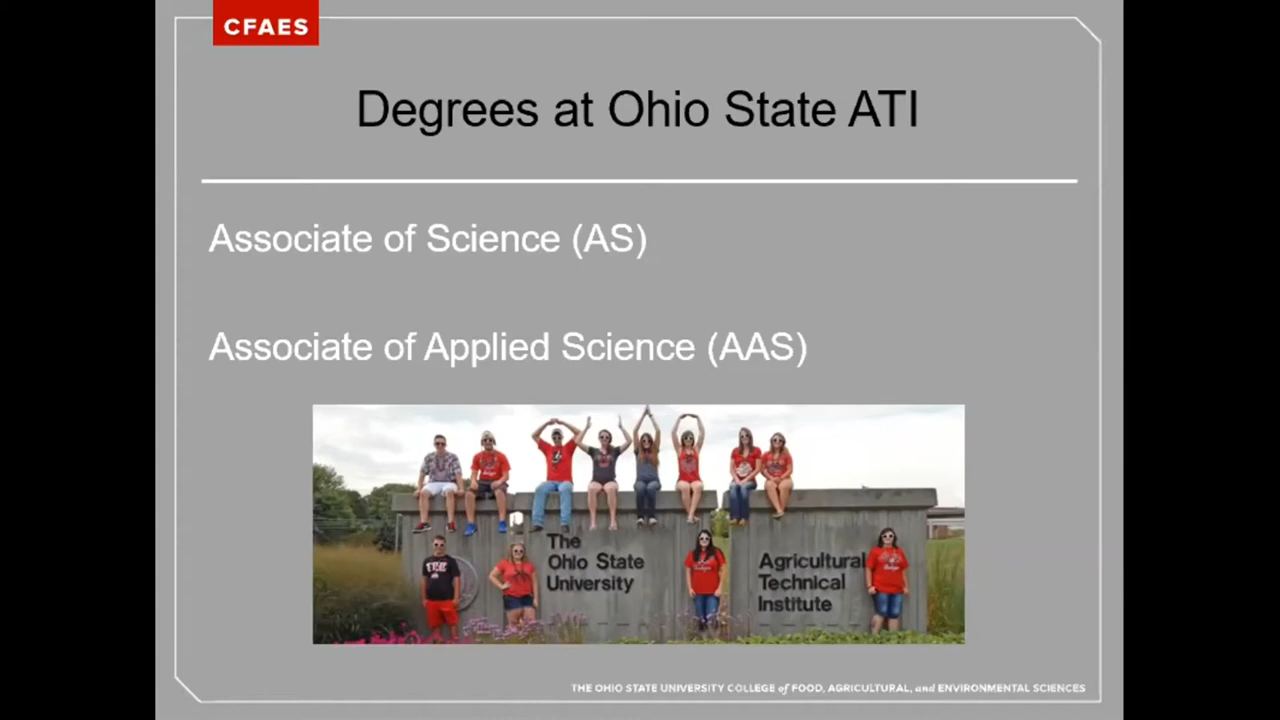 CFAES
Degrees at Ohio State ATI
Associate of Science (AS)
Associate of Applied Science (AAS)
The
Ohio State
University
Agricultural
Technical
Institute
THE OHIO STATE UNIVERSITY COLLEGE of FOOD, AGRICULTURAL, and ENVIRONMENTAL SCIENCES